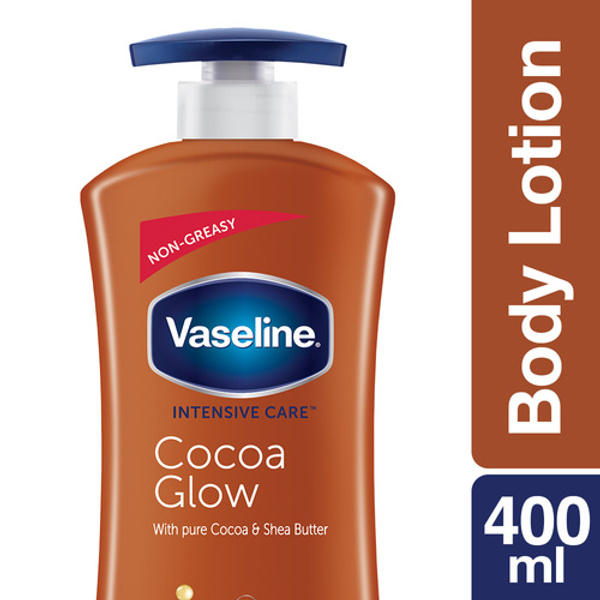 NON-GREASY
Vaseline®
INTENSIVE CARE™
Cocoa
Glow
With pure Cocoa & Shea Butter
Body Lotion
400
ml